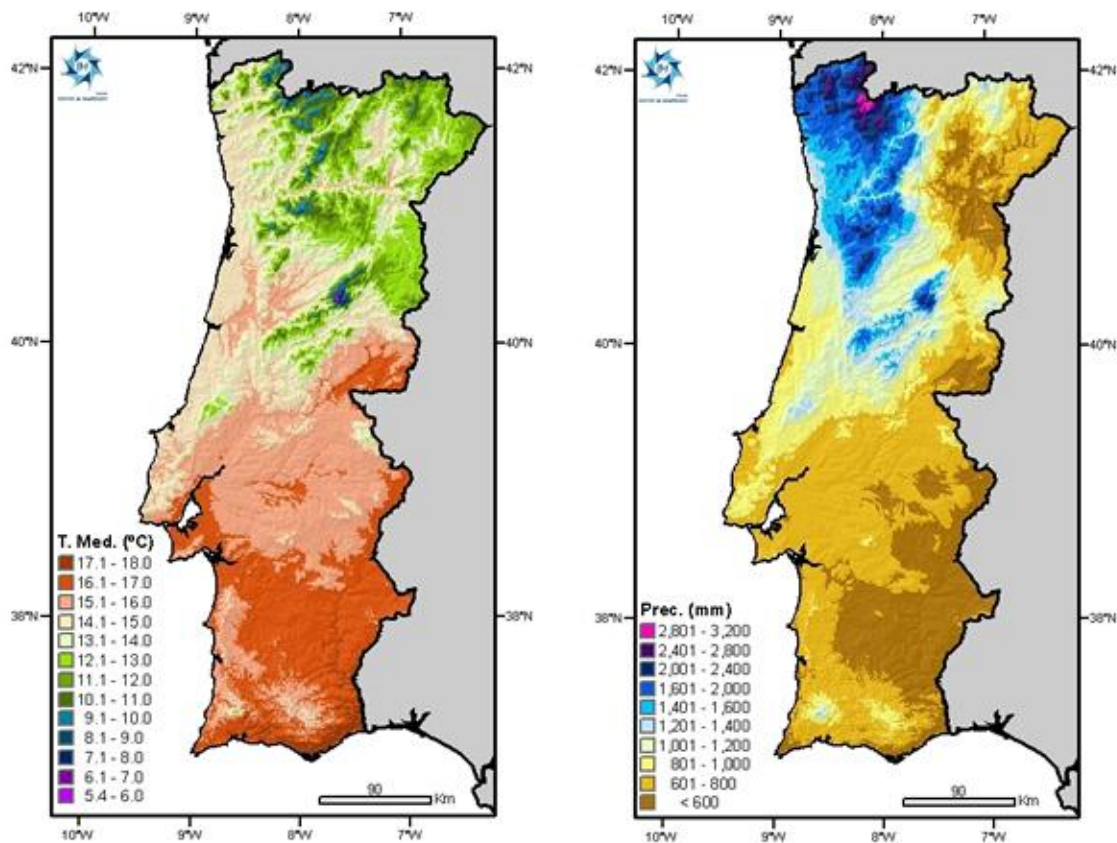 10°W 9°W 8°W 7°W
42°N 42°N
40°N 40°N
38°N 38°N
T. Med. (ºC)
17.1 - 18.0
16.1 - 17.0
15.1 - 16.0
14.1 - 15.0
13.1 - 14.0
12.1 - 13.0
11.1 - 12.0
10.1 - 11.0
9.1 - 10.0
8.1 - 9.0
7.1 - 8.0
6.1 - 7.0
5.4 - 6.0
90
Km
10°W 9°W 8°W 7°W
10°W 9°W 8°W 7°W
42°N 42°N
40°N 40°N
38°N 38°N
Prec. (mm)
2,801 - 3,200
2,401 - 2,800
2,001 - 2,400
1,601 - 2,000
1,401 - 1,600
1,201 - 1,400
1,001 - 1,200
801 - 1,000
601 - 800
< 600
90
Km
10°W 9°W 8°W 7°W